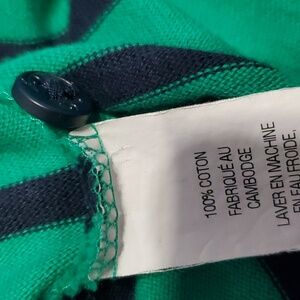 100% COTON
FABRIQUÉ AU
CAMBODGE
LAVER EN MACHINE
EN EAU FROIDE.